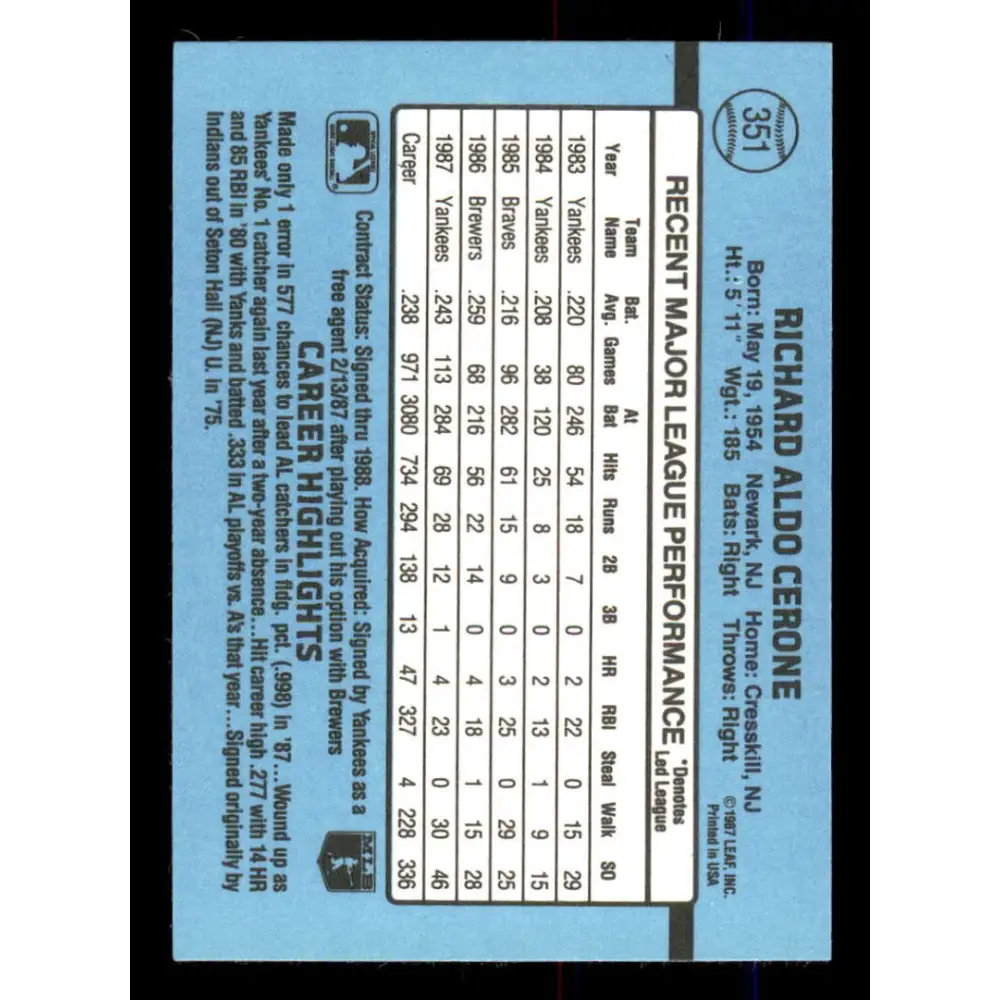 351
RICHARD ALDO CERONE
Born: May 19, 1954 Newark, NJ Home: Cresskill, NJ
Ht.: 5'11" Wgt.: 185 Bats: Right Throws: Right
©1987 LEAF, INC.
Printed in USA
RECENT MAJOR LEAGUE PERFORMANCE *Denotes Led League
Year Team Name Bat. Avg. Games At Bat Hits Runs 2B 3B HR RBI Steal Walk SO
1983 Yankees .220 80 246 54 18 7 0 2 22 0 15 29
1984 Yankees .208 38 120 25 8 3 0 2 13 1 9 15
1985 Braves .216 96 282 61 15 9 0 3 25 0 29 25
1986 Brewers .259 68 216 56 22 14 0 4 18 1 15 28
1987 Yankees .243 113 284 69 28 12 1 4 23 0 30 46
Career .238 971 3080 734 294 138 13 47 327 4 228 336
Contract Status: Signed thru 1988. How Acquired: Signed by Yankees as a
free agent 2/13/87 after playing out his option with Brewers
MLB
CAREER HIGHLIGHTS
Made only 1 error in 577 chances to lead AL catchers in fldg. pct. (.998) in '87...Wound up as
Yankees' No. 1 catcher again last year after a two-year absence...Hit career high .277 with 14 HR
and 85 RBI in '80 with Yanks and batted .333 in AL playoffs vs. A's that year...Signed originally by
Indians out of Seton Hall (NJ) U. in '75.